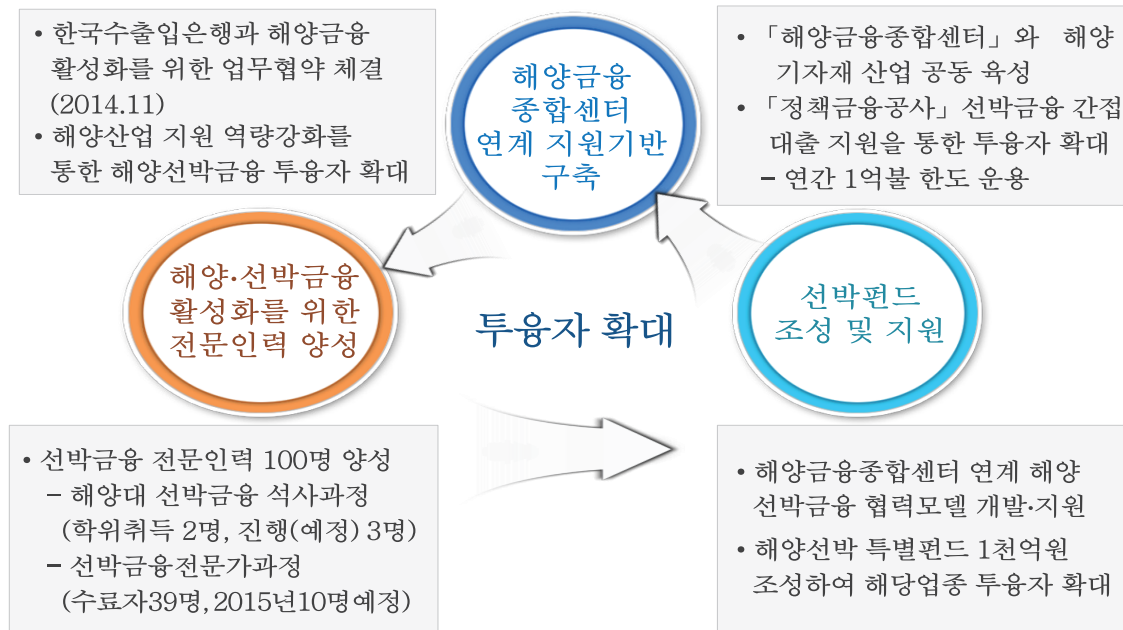 • 한국수출입은행과 해양금융
활성화를 위한 업무협약 체결
(2014.11)
• 해양산업 지원 역량강화를
통한 해양선박금융 투융자 확대
해양금융
종합센터
연계 지원기반
구축
• 「해양금융종합센터」와 해양
기자재 산업 공동 육성
• 「정책금융공사」선박금융 간접
대출 지원을 통한 투융자 확대
– 연간 1억불 한도 운용
해양·선박금융
활성화를 위한
전문인력 양성
투융자 확대
선박펀드
조성 및 지원
• 선박금융 전문인력 100명 양성
– 해양대 선박금융 석사과정
(학위취득 2명, 진행(예정) 3명)
– 선박금융전문가과정
(수료자39명, 2015년10명예정)
• 해양금융종합센터 연계 해양
선박금융 협력모델 개발·지원
• 해양선박 특별펀드 1천억원
조성하여 해당업종 투융자 확대